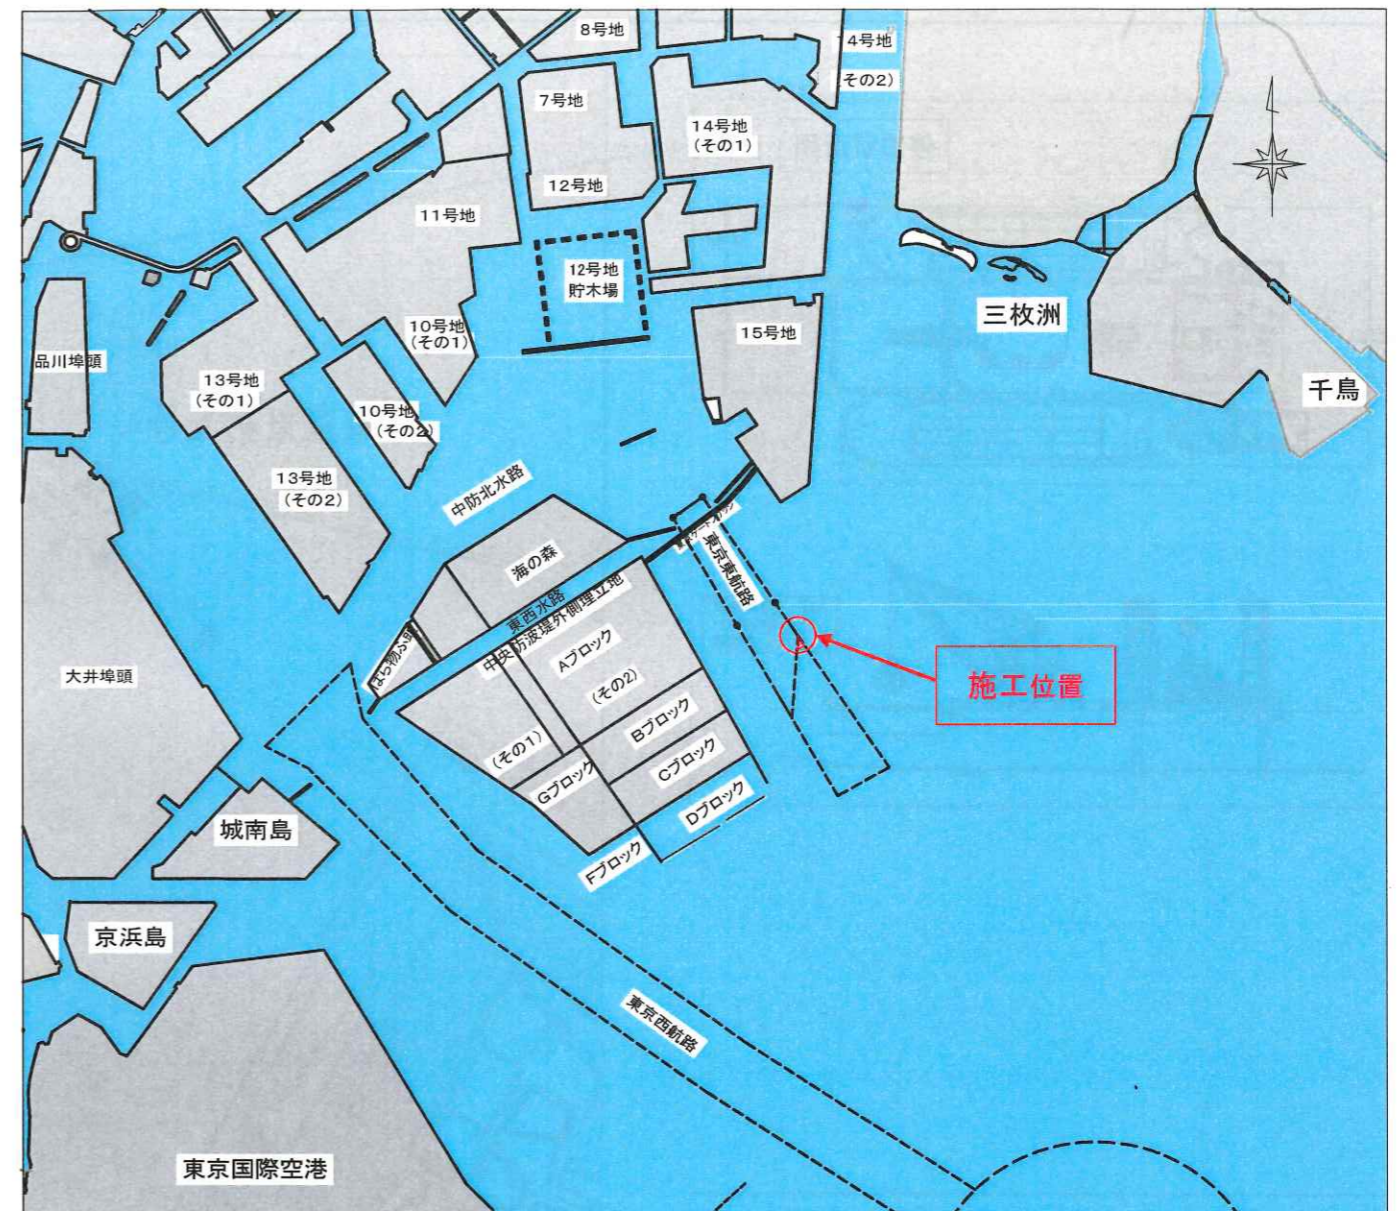 8号地
14号地
(その2)
7号地
14号地
(その1)
12号地
11号地
12号地
貯木場
三枚洲
10号地
(その1)
15号地
品川埠頭
13号地
(その1)
千鳥
10号地
(その2)
13号地
(その2)
中防北水路
東京東航路
海の森
東西水路
中央防波堤外側埋立地
Aブロック
ばら物ふ頭
大井埠頭
施工位置
(その2)
Bブロック
(その1)
Cブロック
Gブロック
Dブロック
城南島
Fブロック
京浜島
東京西航路
東京国際空港